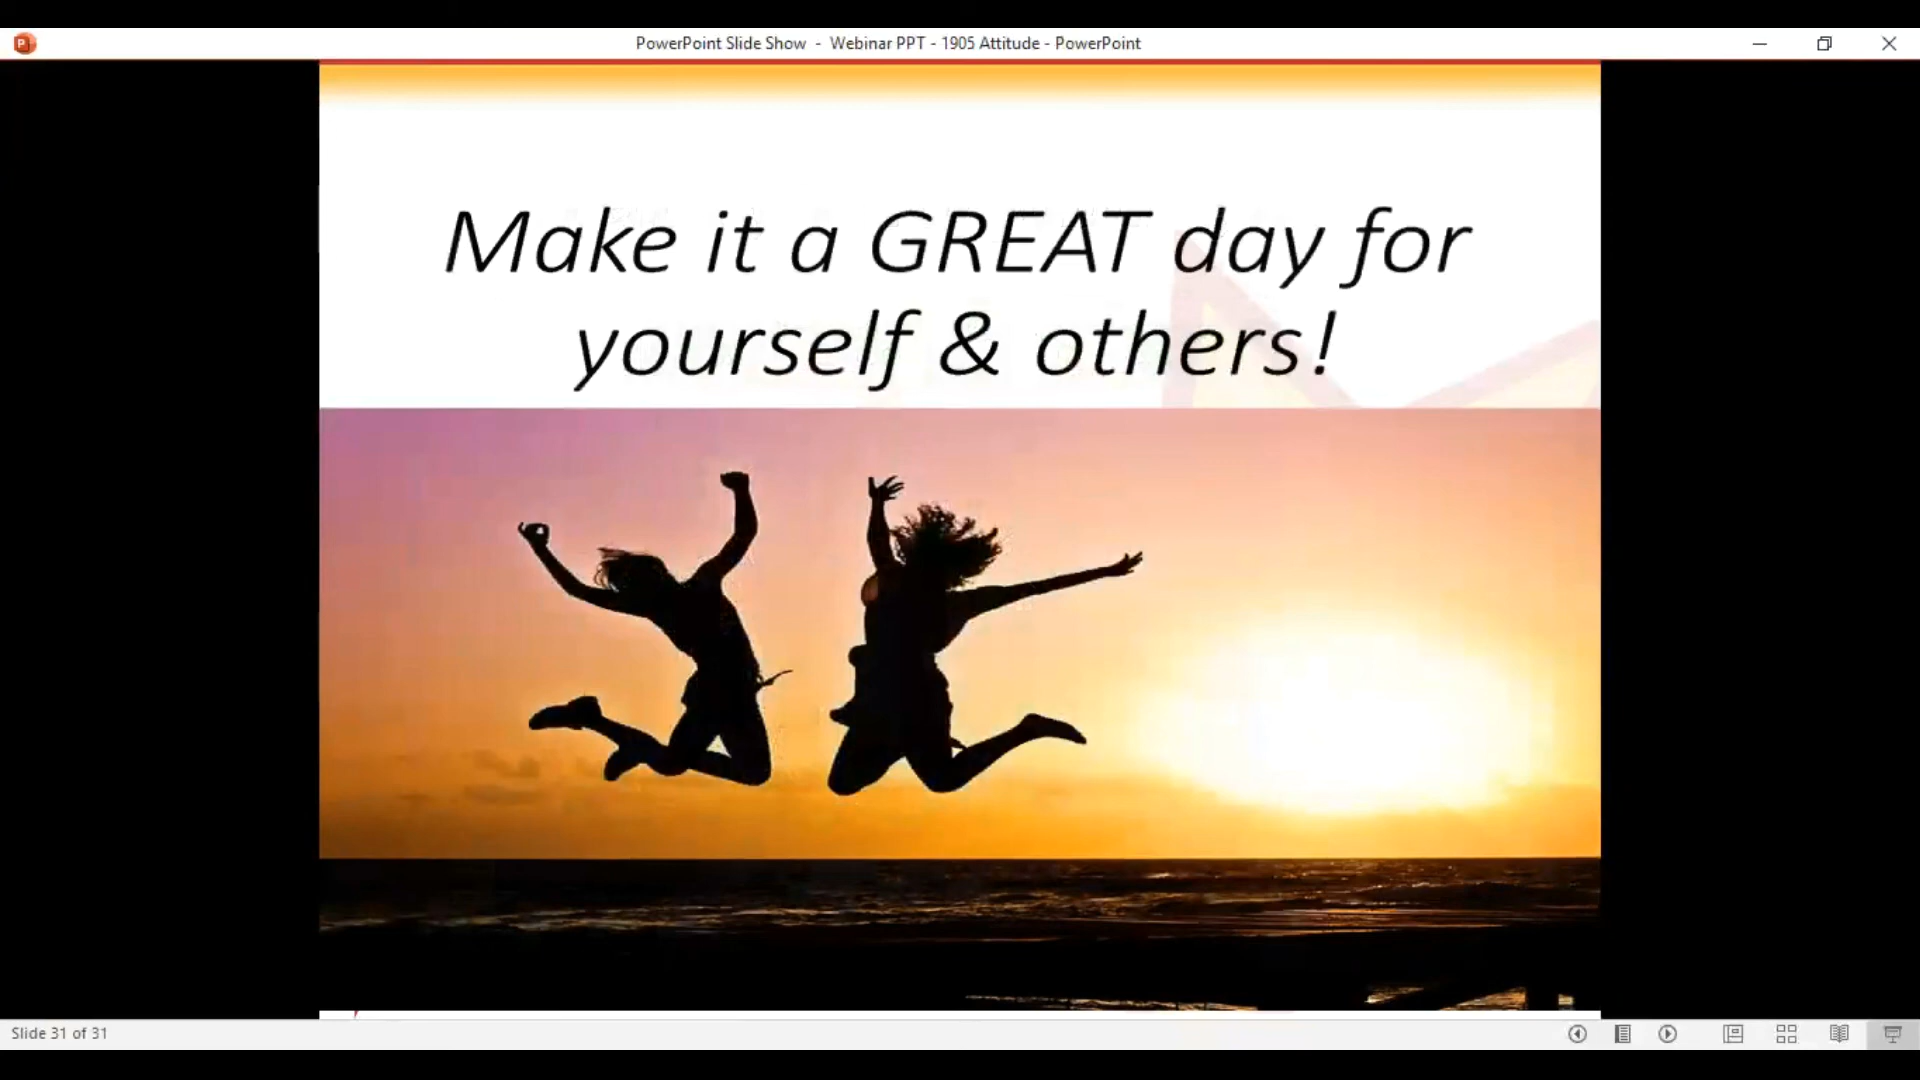 PowerPoint Slide Show - Webinar PPT - 1905 Attitude - PowerPoint
Make it a GREAT day for
yourself & others!
Slide 31 of 31